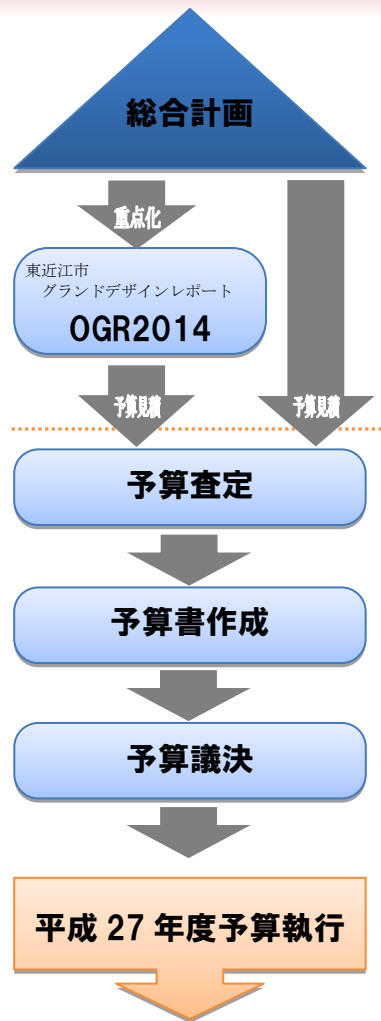 総合計画
重点化
東近江市
グランドデザインレポート
OGR2014
予算見積
予算見積
予算査定
予算書作成
予算議決
平成 27 年度予算執行